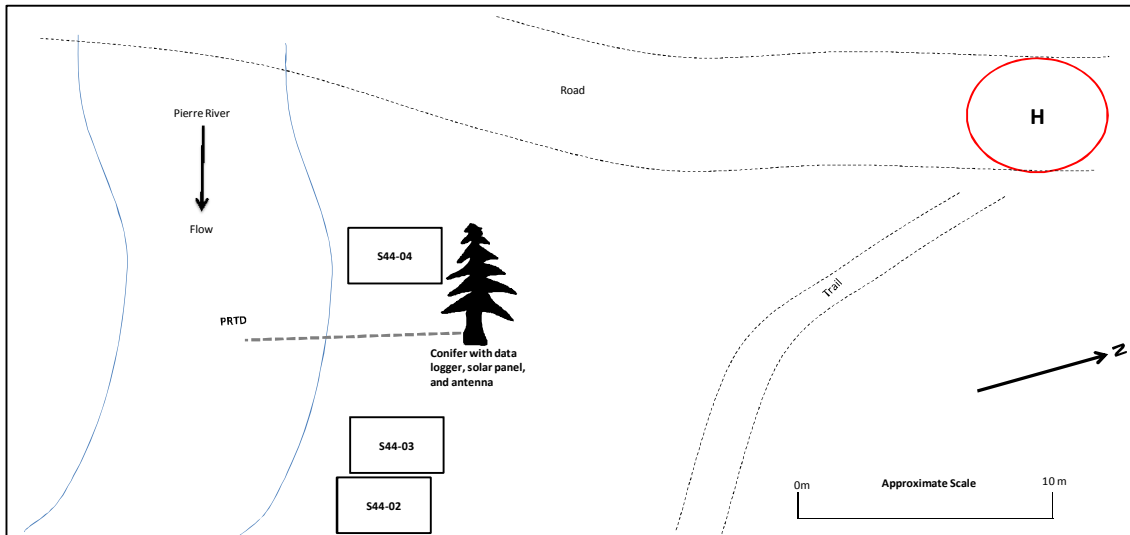 Road
H
Pierre River
Flow
S44-04
Trail
PRTD
Conifer with data
logger, solar panel,
and antenna
N
S44-03
0m
Approximate Scale
10 m
S44-02